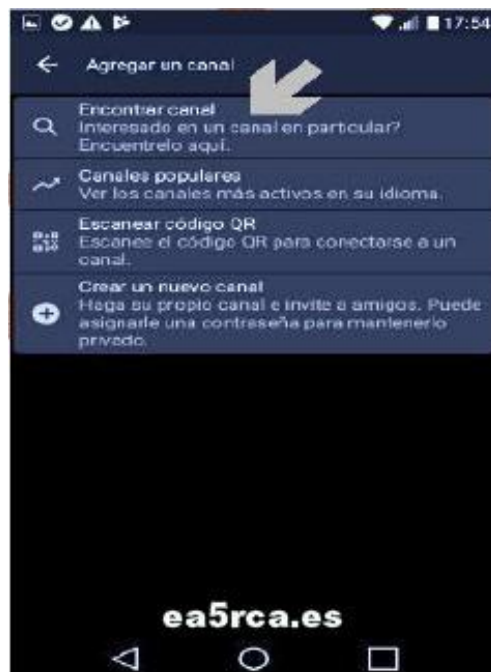 17:54
Agregar un canal
Encontrar canal
Interesado en un canal en particular?
Encuentrelo aquí.
Canales populares
Ver los canales más activos en su idioma.
Escanear código QR
Escanee el código QR para conectarse a un
canal.
Crear un nuevo canal
Haga su propio canal e invite a amigos. Puede
asignarle una contraseña para mantenerlo
privado.
ea5rca.es